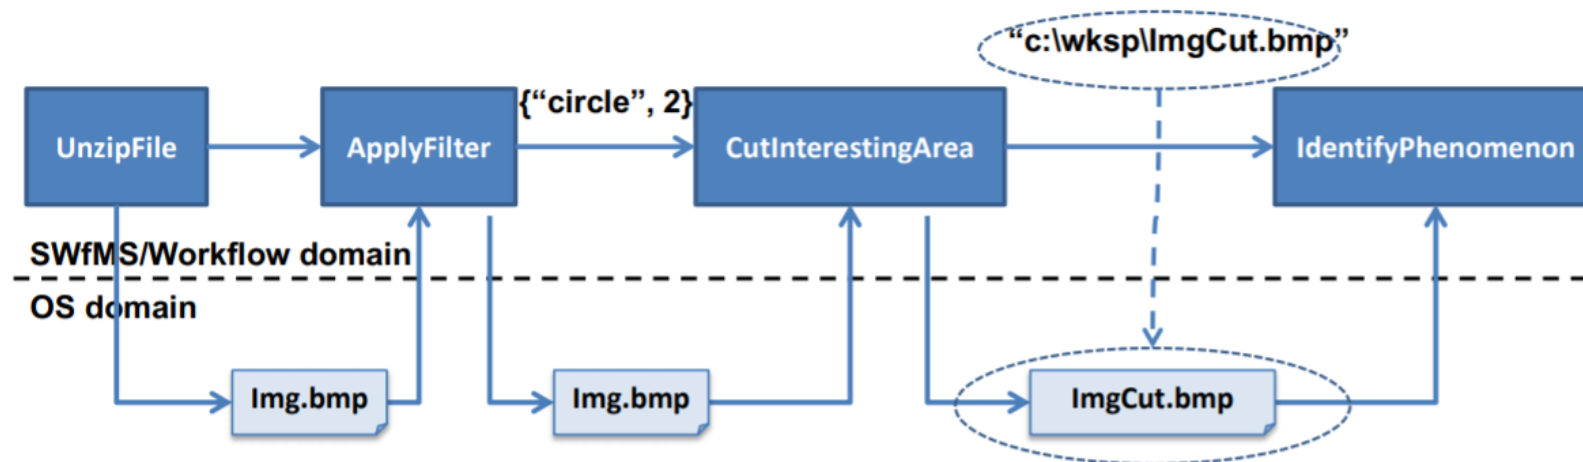 “c:\wksp\ImgCut.bmp”
{“circle”, 2}
UnzipFile
ApplyFilter
CutInterestingArea
IdentifyPhenomenon
SWfMS/Workflow domain
OS domain
Img.bmp
Img.bmp
ImgCut.bmp